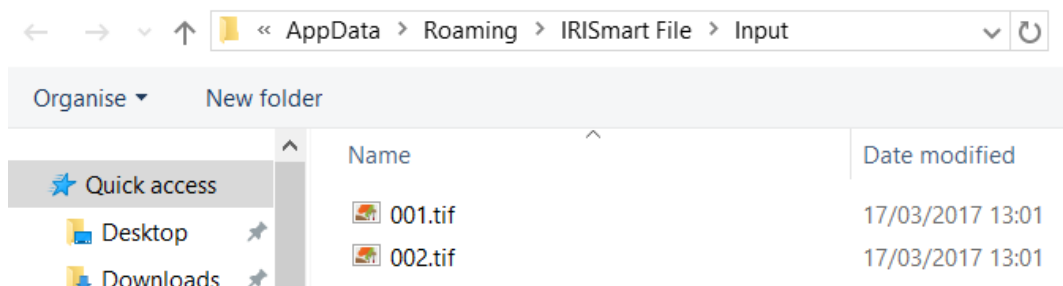 « AppData > Roaming > IRISmart File > Input
Organise New folder
Name Date modified
Quick access
Desktop
Downloads
001.tif 17/03/2017 13:01
002.tif 17/03/2017 13:01